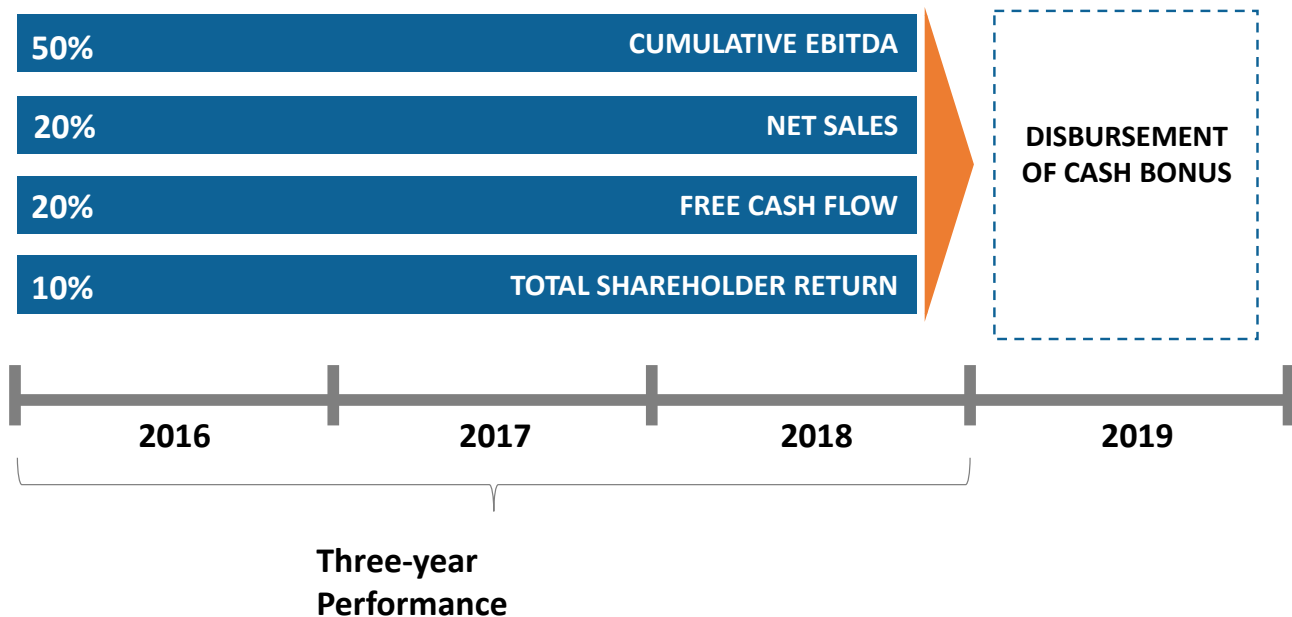 50% CUMULATIVE EBITDA
20% NET SALES
20% FREE CASH FLOW
10% TOTAL SHAREHOLDER RETURN
DISBURSEMENT
OF CASH BONUS
2016 2017 2018 2019
Three-year
Performance